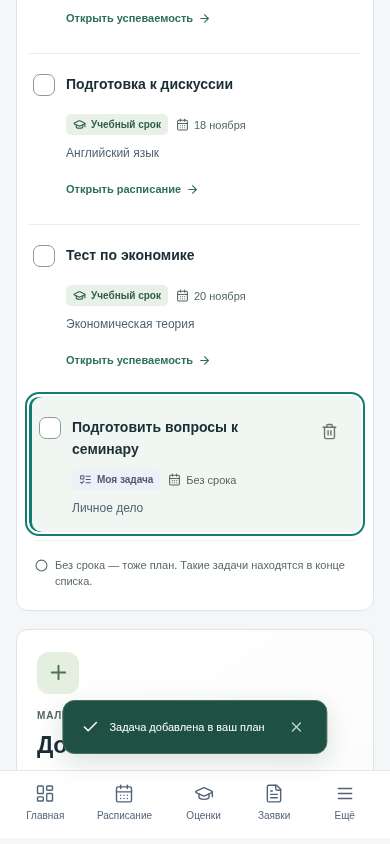 Открыть успеваемость
Подготовка к дискуссии
Учебный срок 18 ноября
Английский язык
Открыть расписание
Тест по экономике
Учебный срок 20 ноября
Экономическая теория
Открыть успеваемость
Подготовить вопросы к
семинару
Моя задача Без срока
Личное дело
Без срока — тоже план. Такие задачи находятся в конце
списка.
Задача добавлена в ваш план
Главная Расписание Оценки Заявки Ещё